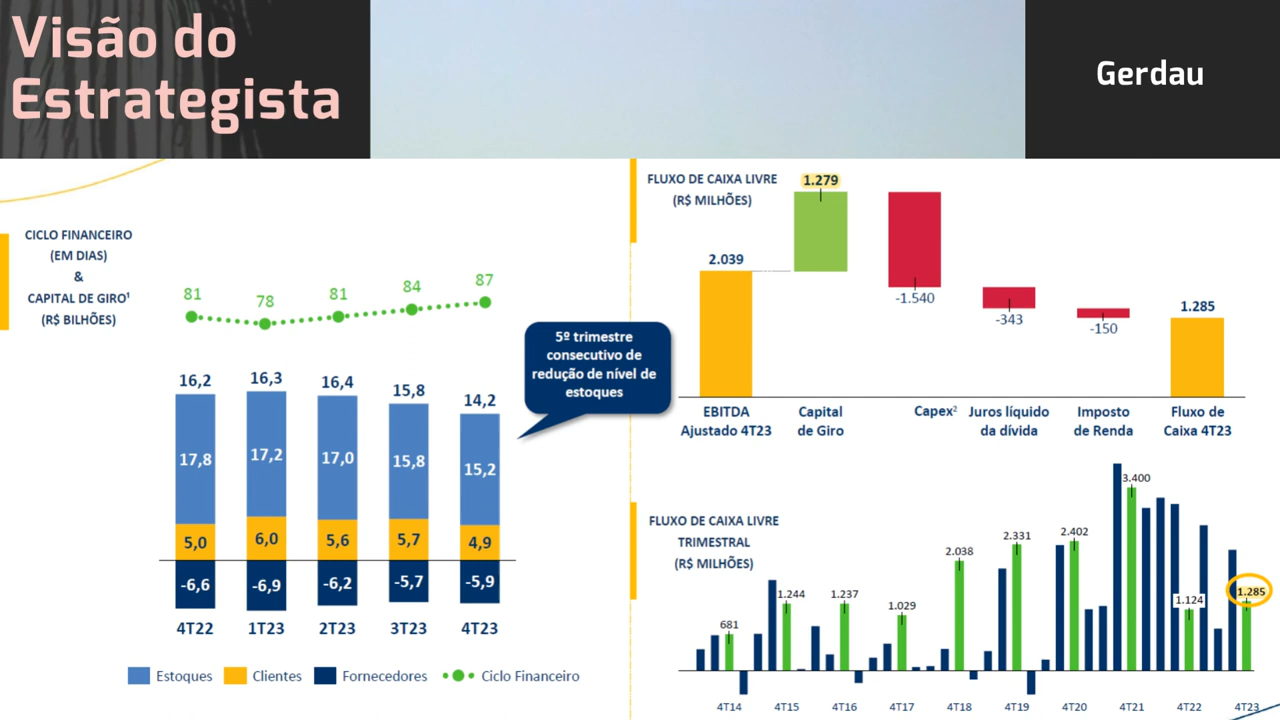 Visão do
Estrategista
Gerdau
CICLO FINANCEIRO
(EM DIAS)
&
CAPITAL DE GIRO¹
(R$ BILHÕES)
81
78
81
84
87
16,2
16,3
16,4
15,8
14,2
17,8
17,2
17,0
15,8
15,2
5,0
6,0
5,6
5,7
4,9
-6,6
-6,9
-6,2
-5,7
-5,9
4T22
1T23
2T23
3T23
4T23
Estoques
Clientes
Fornecedores
Ciclo Financeiro
5º trimestre
consecutivo de
redução de nível de
estoques
FLUXO DE CAIXA LIVRE
(R$ MILHÕES)
2.039
1.279
-1.540
-343
-150
1.285
EBITDA
Ajustado 4T23
Capital
de Giro
Capex²
Juros líquido
da dívida
Imposto
de Renda
Fluxo de
Caixa 4T23
FLUXO DE CAIXA LIVRE
TRIMESTRAL
(R$ MILHÕES)
681
1.244
1.237
1.029
2.038
2.331
2.402
3.400
1.124
1.285
4T14
4T15
4T16
4T17
4T18
4T19
4T20
4T21
4T22
4T23